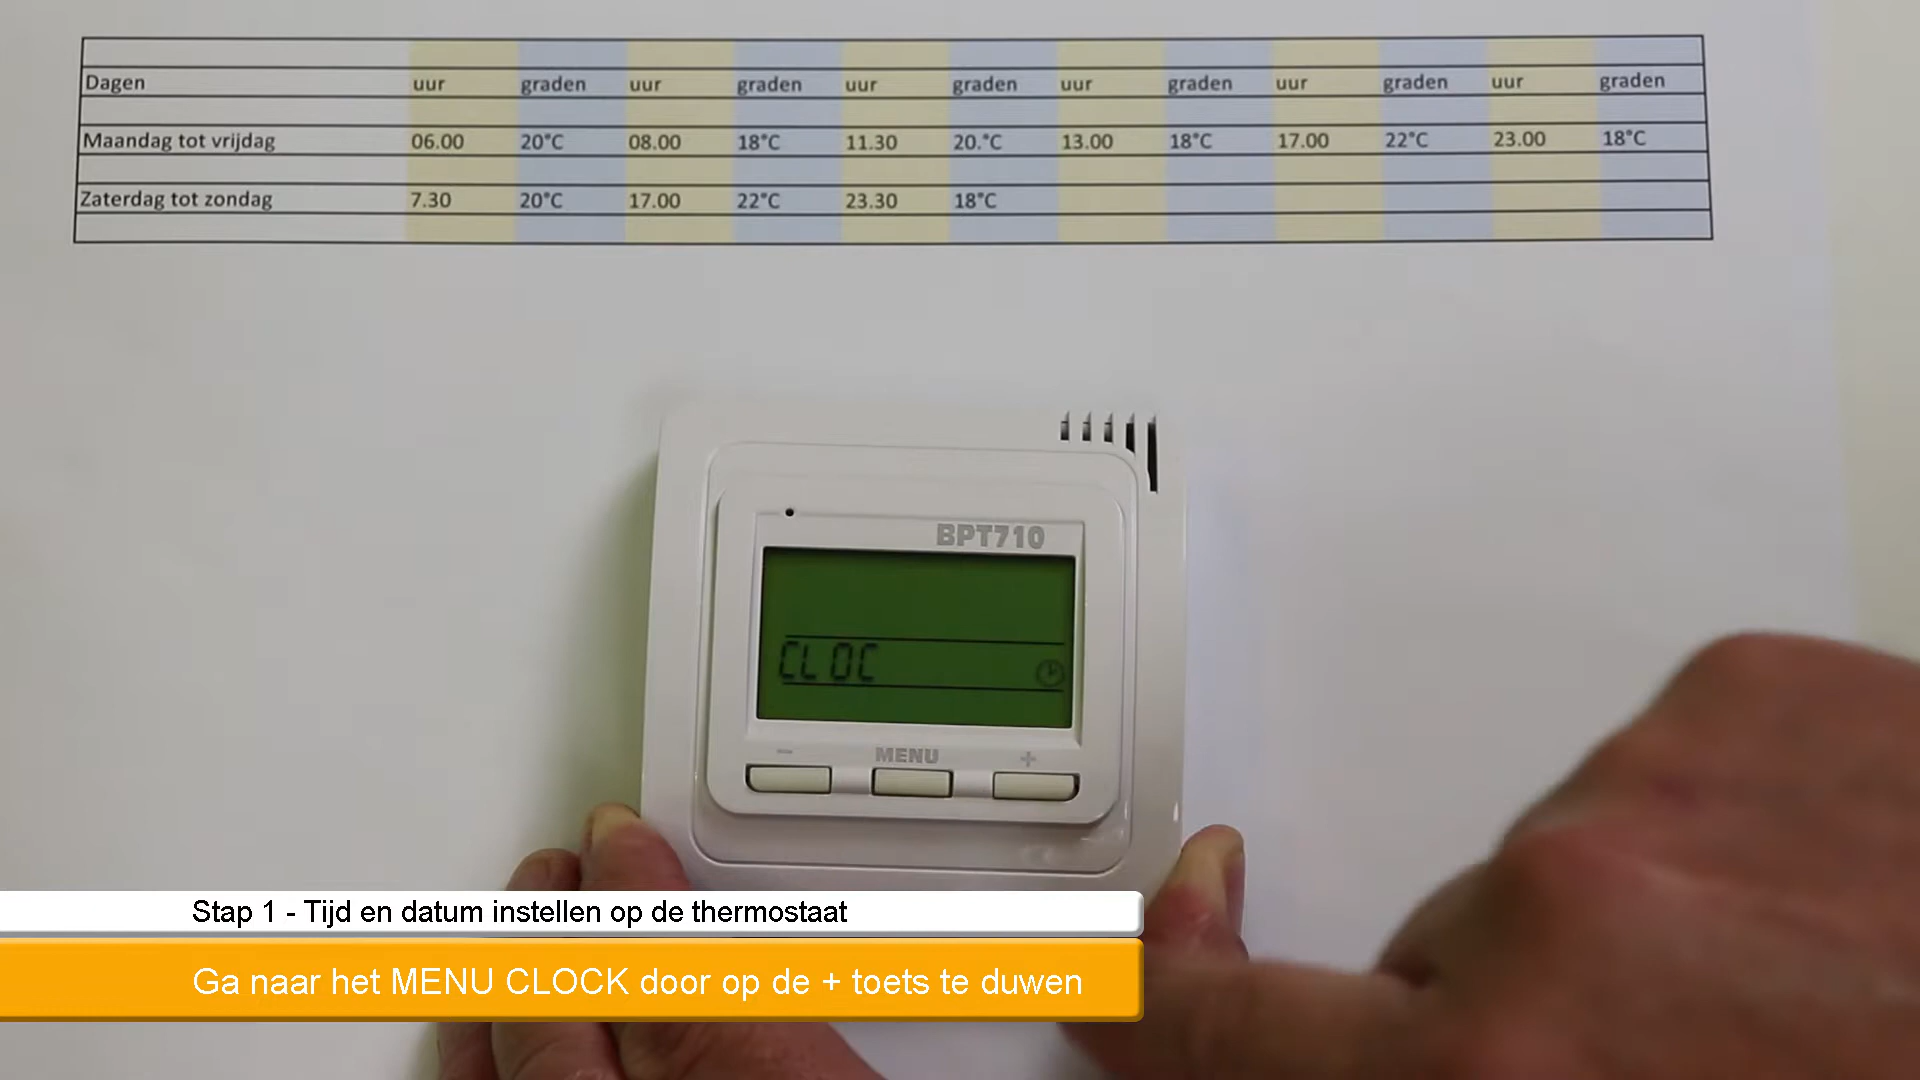 Dagen uur graden uur graden uur graden uur graden uur graden uur graden
Maandag tot vrijdag 06.00 20°C 08.00 18°C 11.30 20.°C 13.00 18°C 17.00 22°C 23.00 18°C
Zaterdag tot zondag 7.30 20°C 17.00 22°C 23.30 18°C
BPT710
CLOC
- MENU +
Stap 1 - Tijd en datum instellen op de thermostaat
Ga naar het MENU CLOCK door op de + toets te duwen